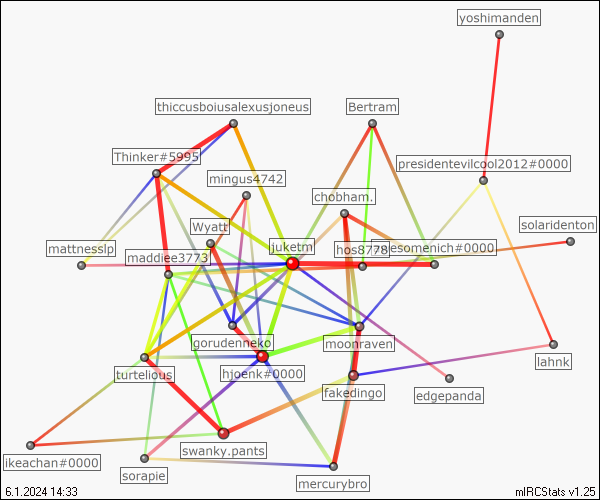 yoshimanden
thiccusboiusalexusjoneus
Bertram
Thinker#5995
presidentevilcool2012#0000
mingus4742
chobham.
Wyatt
solaridenton
mattnesslp
juketm
hos8778
esomenich#0000
maddiee3773
gorudenneko
moonraven
lahnk
turtelious
hjoenk#0000
fakedingo
edgepanda
swanky.pants
ikeachan#0000
sorapie
mercurybro
6.1.2024 14:33
mIRCStats v1.25